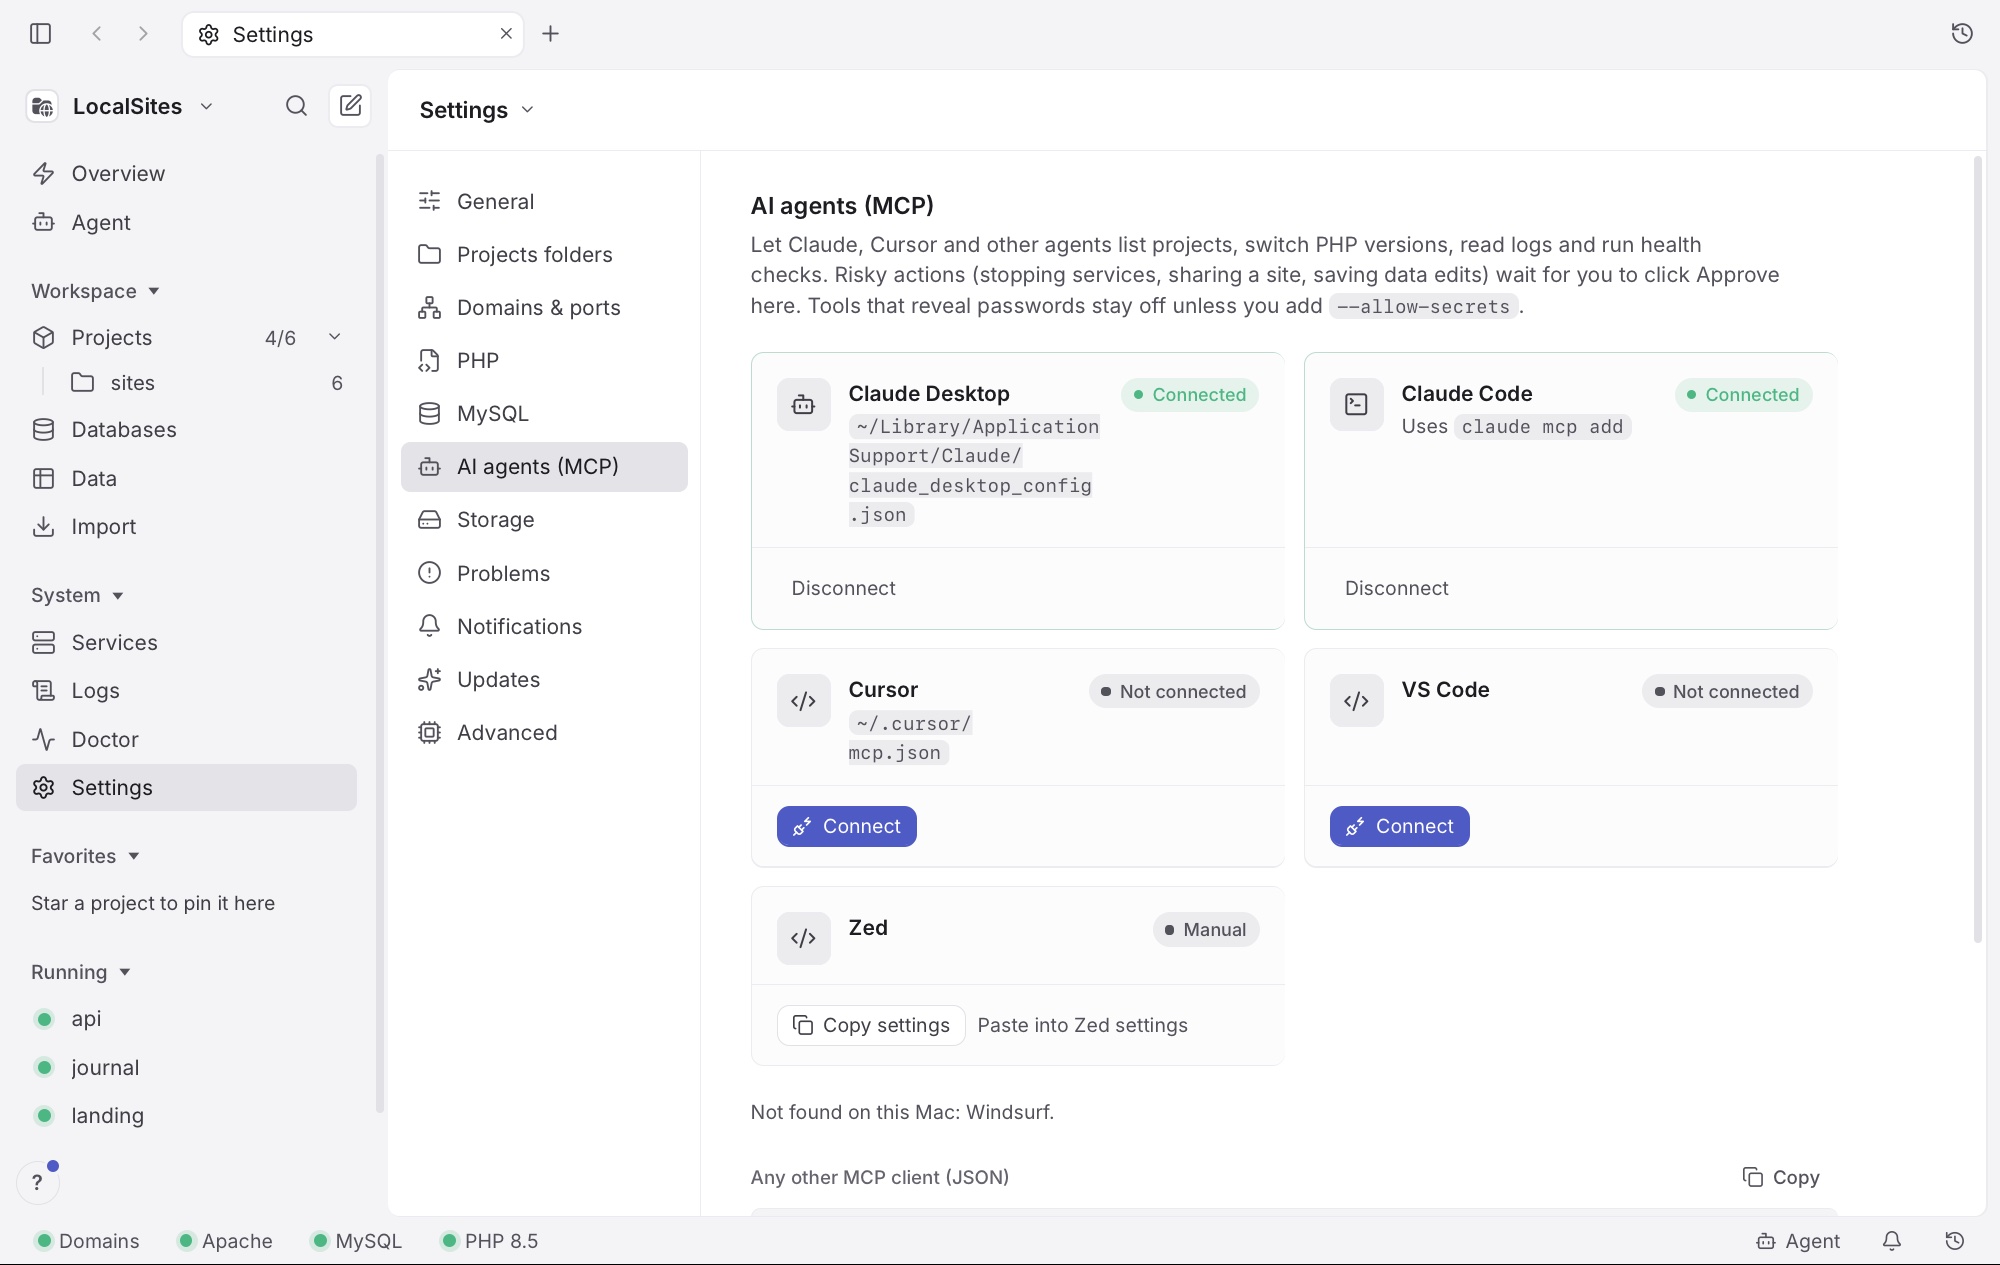 Settings
LocalSites
Overview
Agent
Workspace
Projects 4/6
sites 6
Databases
Data
Import
System
Services
Logs
Doctor
Settings
Favorites
Star a project to pin it here
Running
api
journal
landing
?
Settings
General
Projects folders
Domains & ports
PHP
MySQL
AI agents (MCP)
Storage
Problems
Notifications
Updates
Advanced
AI agents (MCP)
Let Claude, Cursor and other agents list projects, switch PHP versions, read logs and run health
checks. Risky actions (stopping services, sharing a site, saving data edits) wait for you to click Approve
here. Tools that reveal passwords stay off unless you add --allow-secrets.
Claude Desktop
Connected
~/Library/Application
Support/Claude/
claude_desktop_config
.json
Disconnect
Claude Code
Connected
Uses claude mcp add
Disconnect
Cursor
Not connected
~/.cursor/
mcp.json
Connect
VS Code
Not connected
Connect
Zed
Manual
Copy settings
Paste into Zed settings
Not found on this Mac: Windsurf.
Any other MCP client (JSON)
Copy
Domains
Apache
MySQL
PHP 8.5
Agent